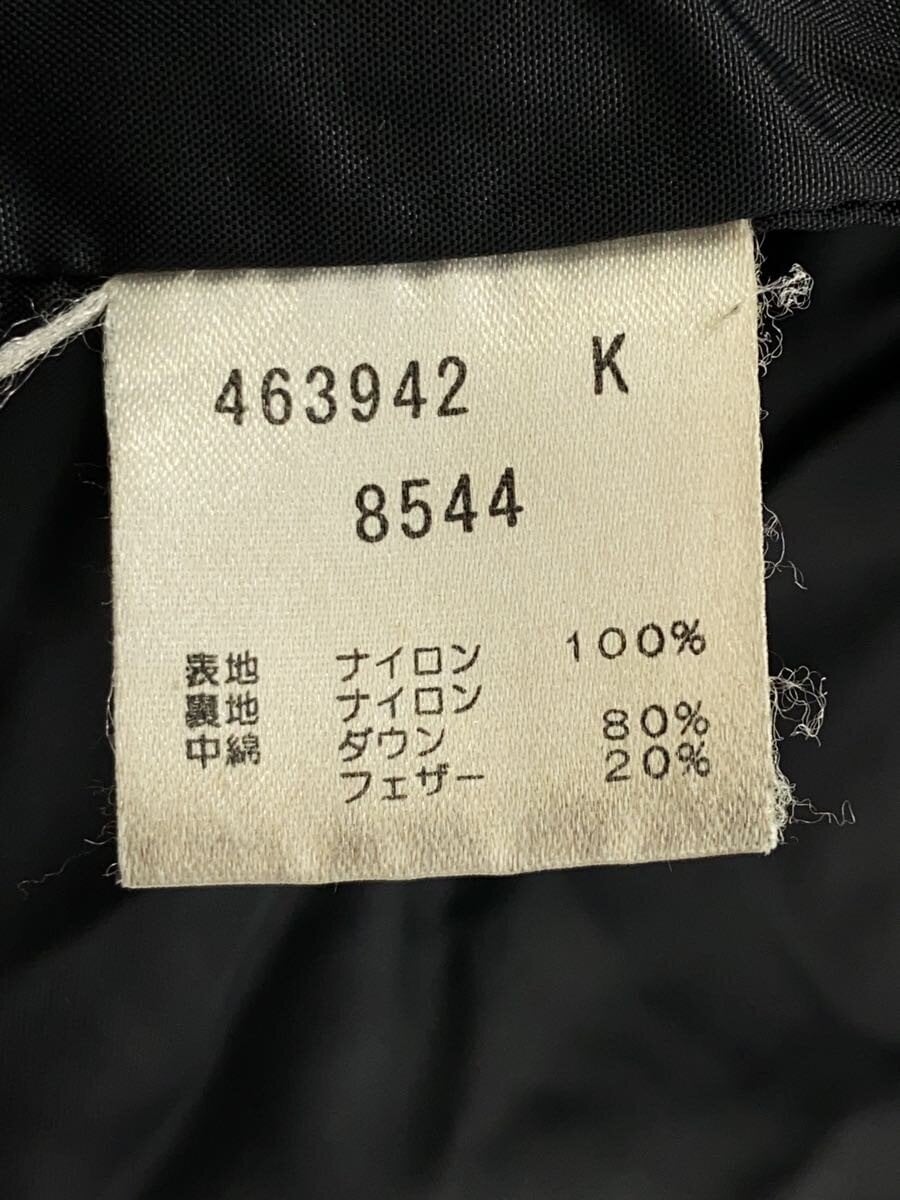 463942 K
8544
表地 ナイロン 100%
裏地 ナイロン
中綿 ダウン 80%
フェザー 20%